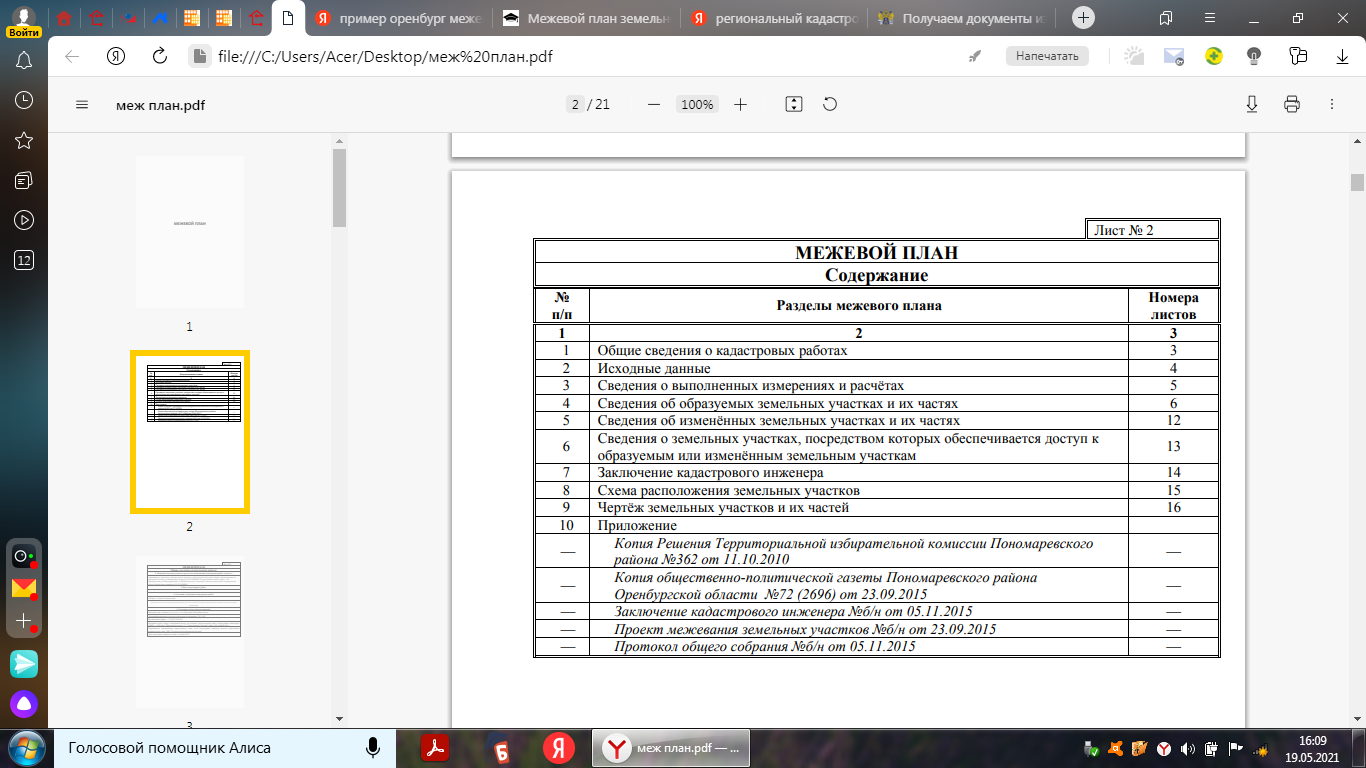 пример оренбург меже
Межевой план земельн
региональный кадастро
Получаем документы и
Войти
file:///C:/Users/Acer/Desktop/меж%20план.pdf
Напечатать
меж план.pdf
2 / 21
100%
12
МЕЖЕВОЙ ПЛАН
1
2
3
Лист № 2
МЕЖЕВОЙ ПЛАН
Содержание
№ п/п Разделы межевого плана Номера листов
1 2 3
1 Общие сведения о кадастровых работах 3
2 Исходные данные 4
3 Сведения о выполненных измерениях и расчётах 5
4 Сведения об образуемых земельных участках и их частях 6
5 Сведения об изменённых земельных участках и их частях 12
6 Сведения о земельных участках, посредством которых обеспечивается доступ к
образуемым или изменённым земельным участкам 13
7 Заключение кадастрового инженера 14
8 Схема расположения земельных участков 15
9 Чертёж земельных участков и их частей 16
10 Приложение
— Копия Решения Территориальной избирательной комиссии Пономаревского
района №362 от 11.10.2010 —
— Копия общественно-политической газеты Пономаревского района
Оренбургской области №72 (2696) от 23.09.2015 —
— Заключение кадастрового инженера №б/н от 05.11.2015 —
— Проект межевания земельных участков №б/н от 23.09.2015 —
— Протокол общего собрания №б/н от 05.11.2015 —
Голосовой помощник Алиса
меж план.pdf — ...
16:09
19.05.2021